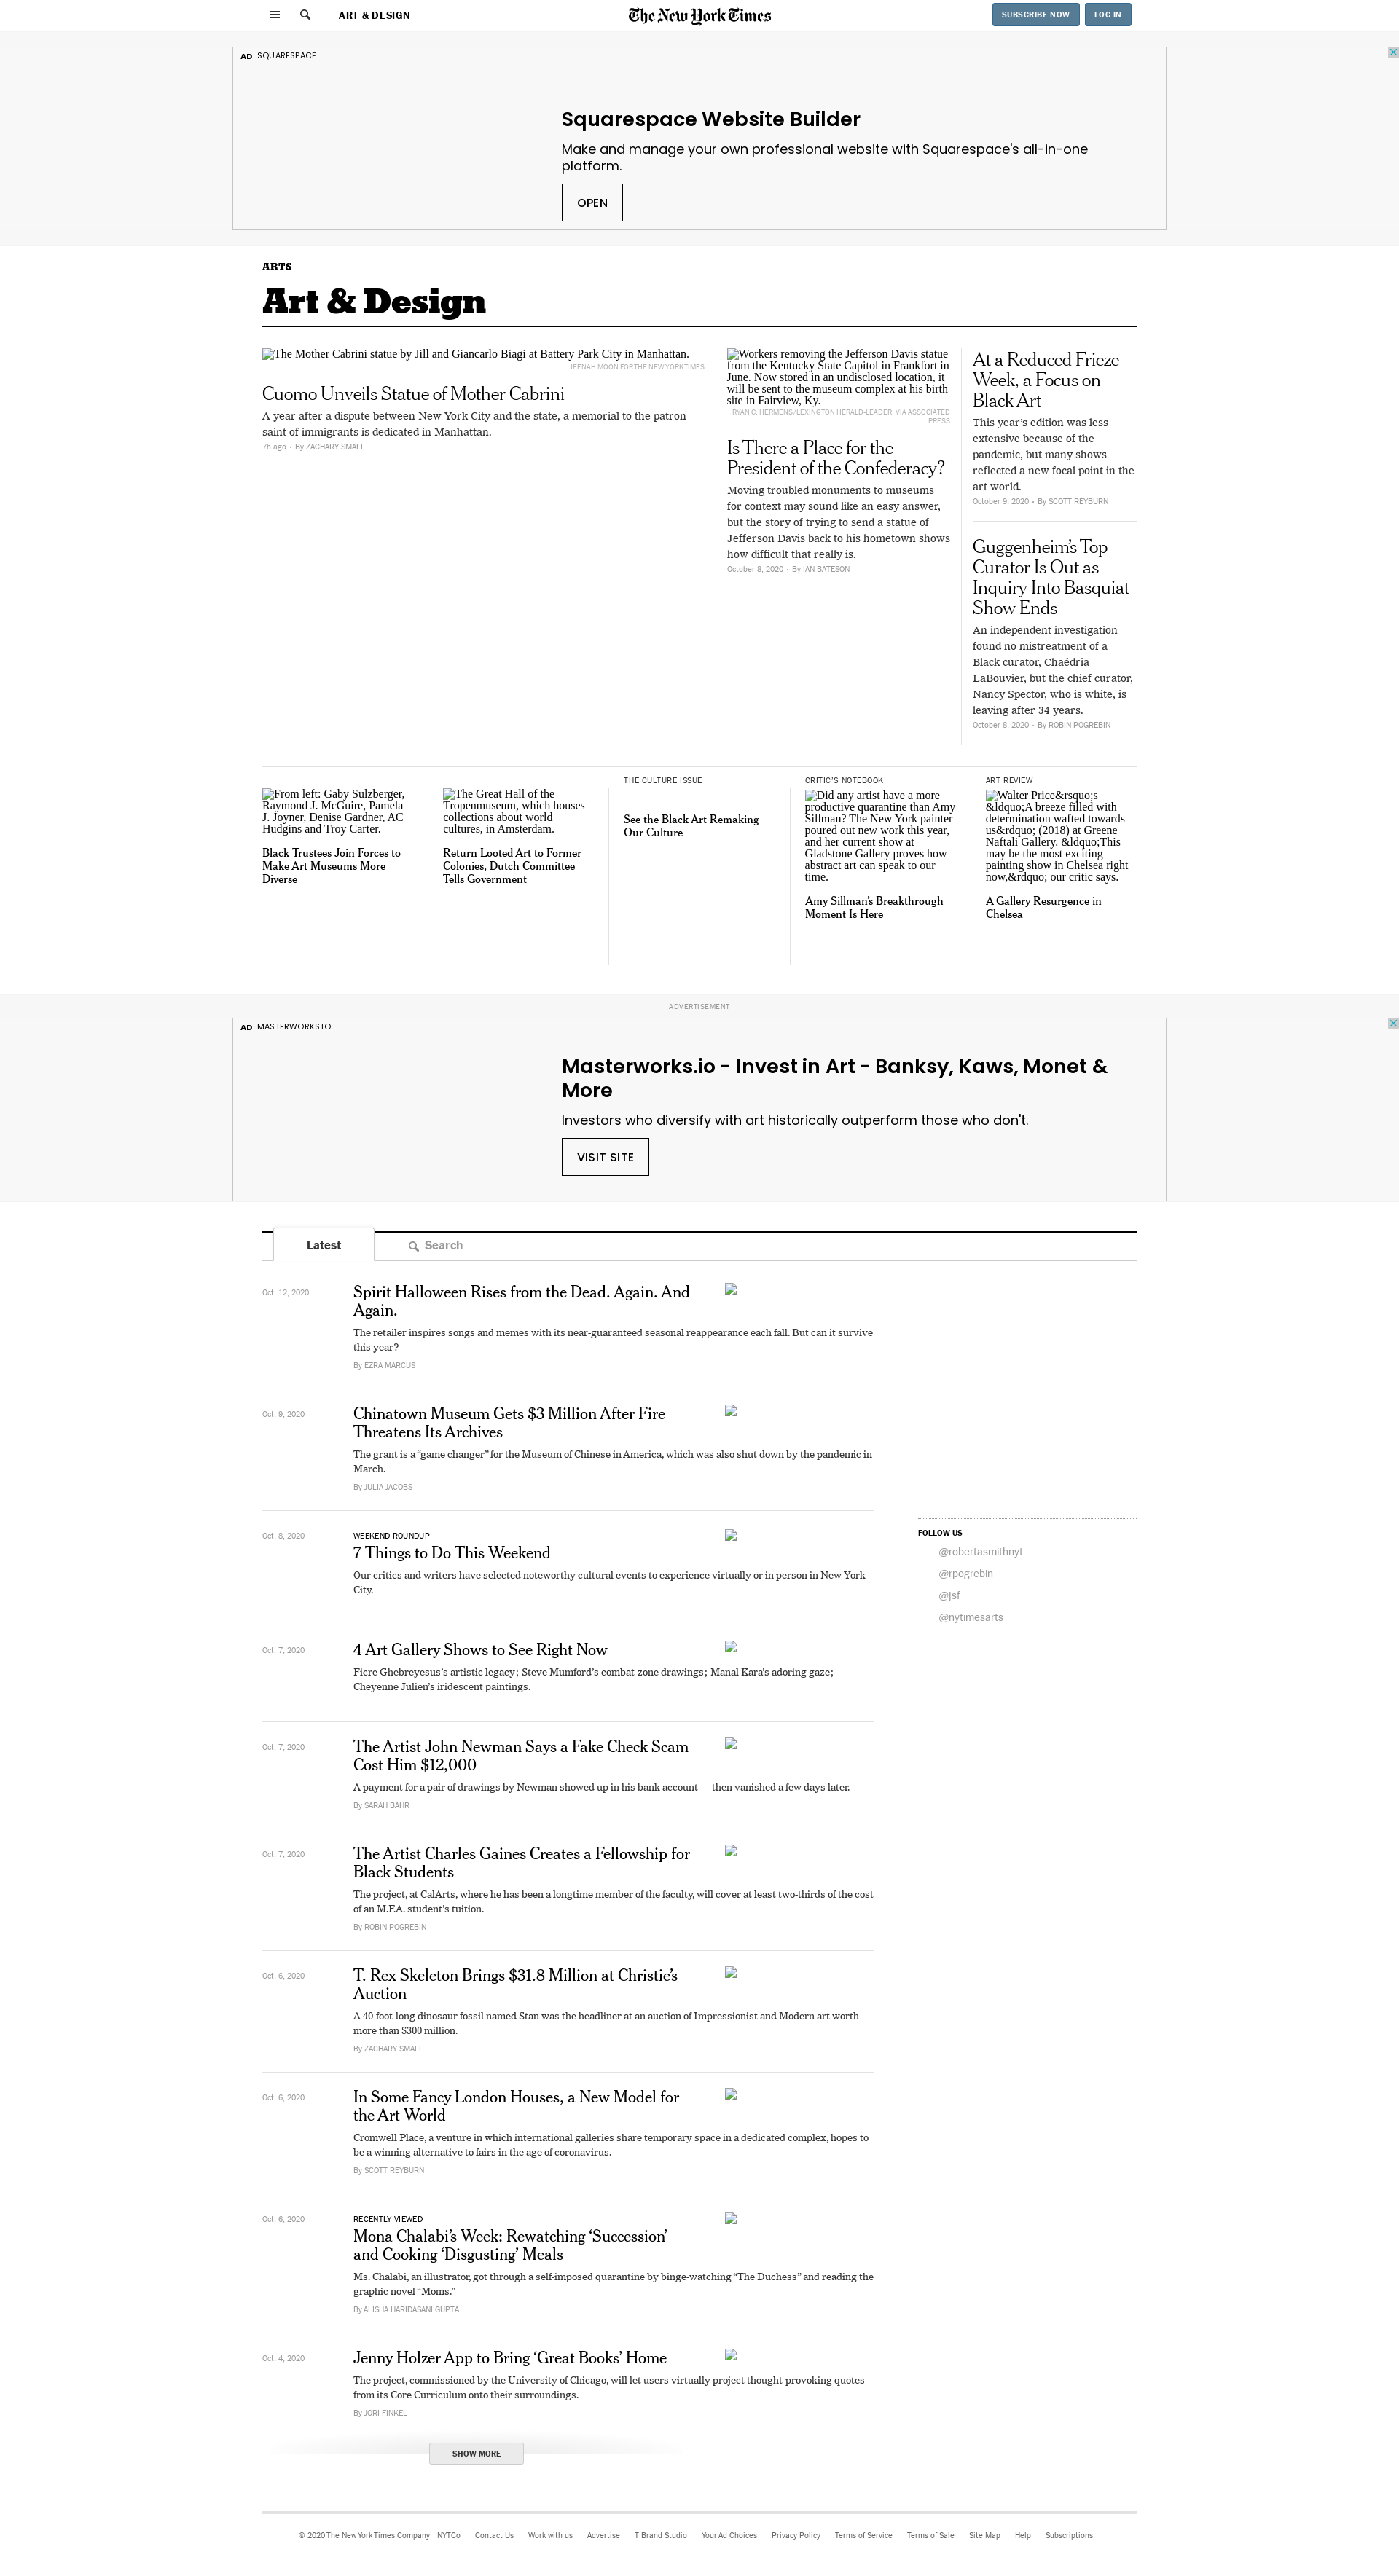 ART & DESIGN
The New York Times
SUBSCRIBE NOW
LOG IN
AD SQUARESPACE
Squarespace Website Builder
Make and manage your own professional website with Squarespace's all-in-one
platform.
OPEN
ARTS
Art & Design
The Mother Cabrini statue by Jill and Giancarlo Biagi at Battery Park City in Manhattan.
JEENAH MOON FOR THE NEW YORK TIMES
Cuomo Unveils Statue of Mother Cabrini
A year after a dispute between New York City and the state, a memorial to the patron
saint of immigrants is dedicated in Manhattan.
7h ago • By ZACHARY SMALL
Workers removing the Jefferson Davis statue
from the Kentucky State Capitol in Frankfort in
June. Now stored in an undisclosed location, it
will be sent to the museum complex at his birth
site in Fairview, Ky.
RYAN C. HERMENS/LEXINGTON HERALD-LEADER, VIA ASSOCIATED
PRESS
Is There a Place for the
President of the Confederacy?
Moving troubled monuments to museums
for context may sound like an easy answer,
but the story of trying to send a statue of
Jefferson Davis back to his hometown shows
how difficult that really is.
October 8, 2020 • By IAN BATESON
At a Reduced Frieze
Week, a Focus on
Black Art
This year's edition was less
extensive because of the
pandemic, but many shows
reflected a new focal point in the
art world.
October 9, 2020 • By SCOTT REYBURN
Guggenheim's Top
Curator Is Out as
Inquiry Into Basquiat
Show Ends
An independent investigation
found no mistreatment of a
Black curator, Chaédria
LaBouvier, but the chief curator,
Nancy Spector, who is white, is
leaving after 34 years.
October 8, 2020 • By ROBIN POGREBIN
From left: Gaby Sulzberger,
Raymond J. McGuire, Pamela
J. Joyner, Denise Gardner, AC
Hudgins and Troy Carter.
Black Trustees Join Forces to
Make Art Museums More
Diverse
The Great Hall of the
Tropenmuseum, which houses
collections about world
cultures, in Amsterdam.
Return Looted Art to Former
Colonies, Dutch Committee
Tells Government
THE CULTURE ISSUE
See the Black Art Remaking
Our Culture
CRITIC'S NOTEBOOK
Did any artist have a more
productive quarantine than Amy
Sillman? The New York painter
poured out new work this year,
and her current show at
Gladstone Gallery proves how
abstract art can speak to our
time.
Amy Sillman's Breakthrough
Moment Is Here
ART REVIEW
Walter Price&rsquo;s
&ldquo;A breeze filled with
determination wafted towards
us&rdquo; (2018) at Greene
Naftali Gallery. &ldquo;This
may be the most exciting
painting show in Chelsea right
now,&rdquo; our critic says.
A Gallery Resurgence in
Chelsea
ADVERTISEMENT
AD MASTERWORKS.IO
Masterworks.io - Invest in Art - Banksy, Kaws, Monet &
More
Investors who diversify with art historically outperform those who don't.
VISIT SITE
Latest
Search
Oct. 12, 2020
Spirit Halloween Rises from the Dead. Again. And
Again.
The retailer inspires songs and memes with its near-guaranteed seasonal reappearance each fall. But can it survive
this year?
By EZRA MARCUS
Oct. 9, 2020
Chinatown Museum Gets $3 Million After Fire
Threatens Its Archives
The grant is a “game changer” for the Museum of Chinese in America, which was also shut down by the pandemic in
March.
By JULIA JACOBS
Oct. 8, 2020
WEEKEND ROUNDUP
7 Things to Do This Weekend
Our critics and writers have selected noteworthy cultural events to experience virtually or in person in New York
City.
FOLLOW US
@robertasmithnyt
@rpogrebin
@jsf
@nytimesarts
Oct. 7, 2020
4 Art Gallery Shows to See Right Now
Ficre Ghebreyesus's artistic legacy; Steve Mumford's combat-zone drawings; Manal Kara's adoring gaze;
Cheyenne Julien's iridescent paintings.
Oct. 7, 2020
The Artist John Newman Says a Fake Check Scam
Cost Him $12,000
A payment for a pair of drawings by Newman showed up in his bank account — then vanished a few days later.
By SARAH BAHR
Oct. 7, 2020
The Artist Charles Gaines Creates a Fellowship for
Black Students
The project, at CalArts, where he has been a longtime member of the faculty, will cover at least two-thirds of the cost
of an M.F.A. student's tuition.
By ROBIN POGREBIN
Oct. 6, 2020
T. Rex Skeleton Brings $31.8 Million at Christie's
Auction
A 40-foot-long dinosaur fossil named Stan was the headliner at an auction of Impressionist and Modern art worth
more than $300 million.
By ZACHARY SMALL
Oct. 6, 2020
In Some Fancy London Houses, a New Model for
the Art World
Cromwell Place, a venture in which international galleries share temporary space in a dedicated complex, hopes to
be a winning alternative to fairs in the age of coronavirus.
By SCOTT REYBURN
Oct. 6, 2020
RECENTLY VIEWED
Mona Chalabi's Week: Rewatching ‘Succession’
and Cooking ‘Disgusting’ Meals
Ms. Chalabi, an illustrator, got through a self-imposed quarantine by binge-watching “The Duchess” and reading the
graphic novel “Moms.”
By ALISHA HARIDASANI GUPTA
Oct. 4, 2020
Jenny Holzer App to Bring ‘Great Books’ Home
The project, commissioned by the University of Chicago, will let users virtually project thought-provoking quotes
from its Core Curriculum onto their surroundings.
By JORI FINKEL
SHOW MORE
© 2020 The New York Times Company NYTCo Contact Us Work with us Advertise T Brand Studio Your Ad Choices Privacy Policy Terms of Service Terms of Sale Site Map Help Subscriptions